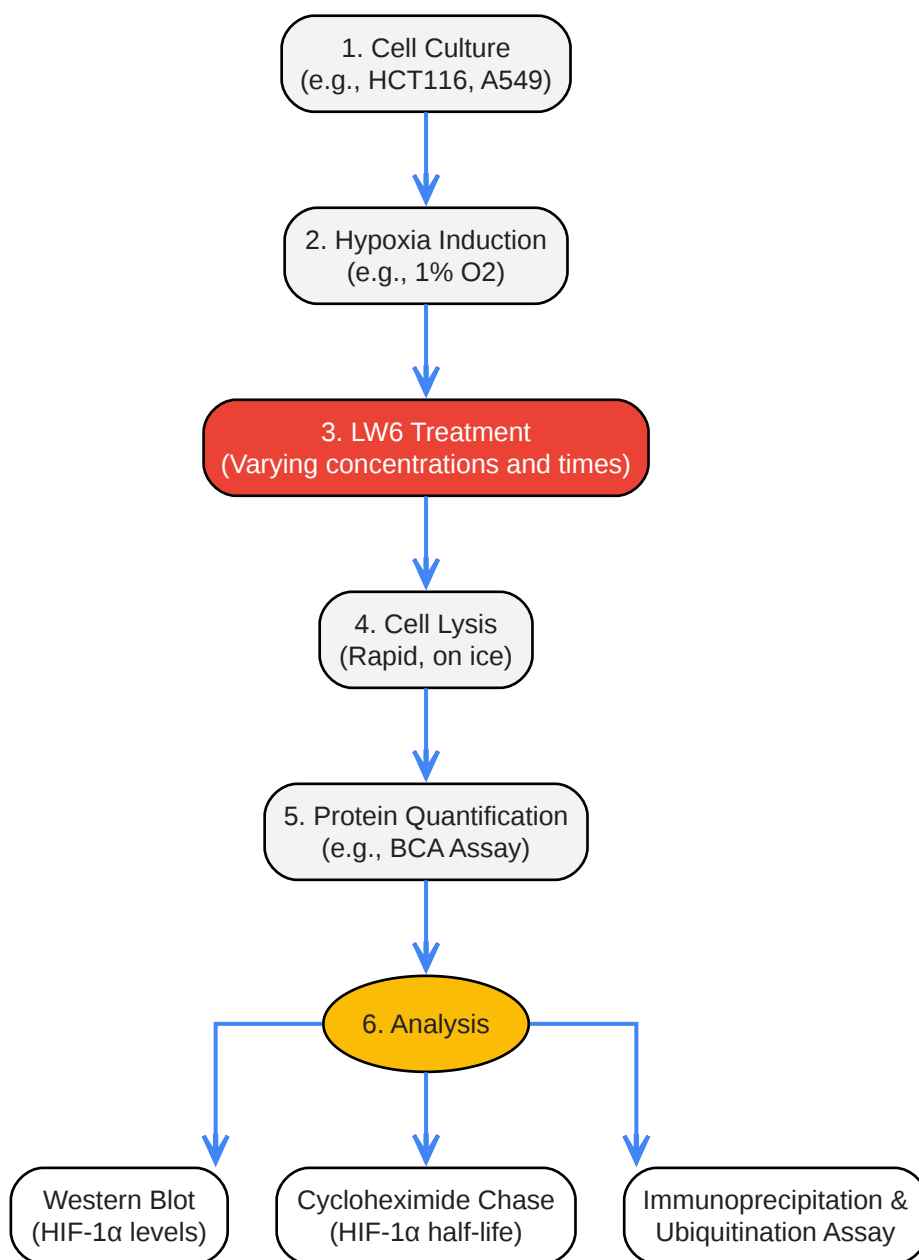 1. Cell Culture
(e.g., HCT116, A549)
2. Hypoxia Induction
(e.g., 1% O2)
3. LW6 Treatment
(Varying concentrations and times)
4. Cell Lysis
(Rapid, on ice)
5. Protein Quantification
(e.g., BCA Assay)
6. Analysis
Western Blot
(HIF-1α levels)
Cycloheximide Chase
(HIF-1α half-life)
Immunoprecipitation &
Ubiquitination Assay